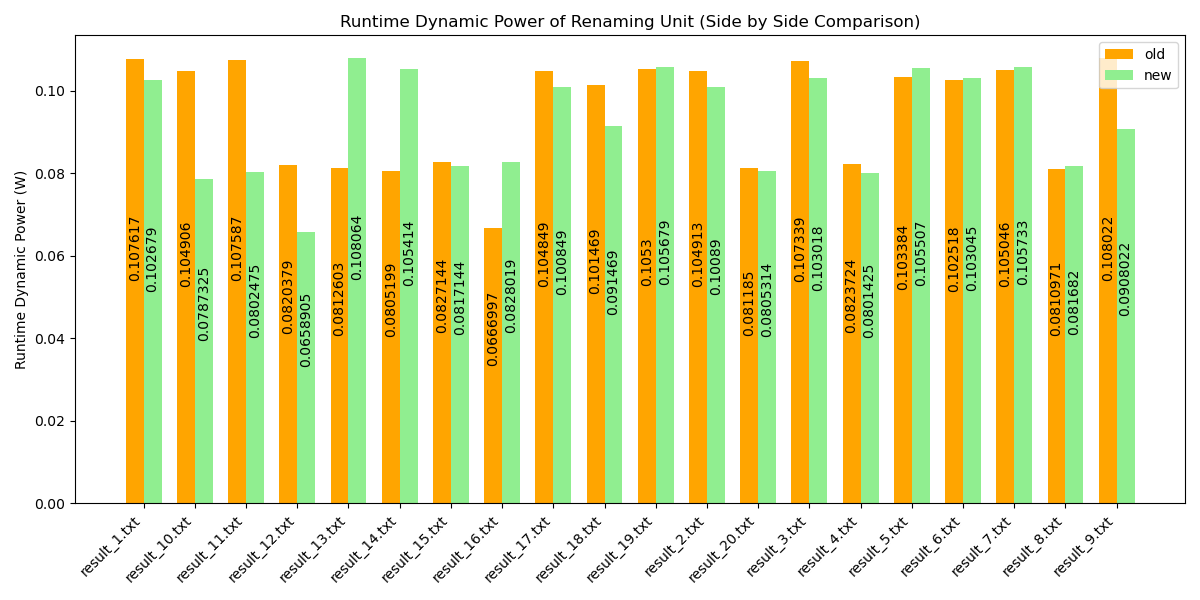 Runtime Dynamic Power of Renaming Unit (Side by Side Comparison)
old
new
Runtime Dynamic Power (W)
0.10
0.08
0.06
0.04
0.02
0.00
0.107617
0.102679
0.104906
0.0787325
0.107587
0.0802475
0.0820379
0.0658905
0.0812603
0.108064
0.0805199
0.105414
0.0827144
0.0817144
0.0666997
0.0828019
0.104849
0.100849
0.101469
0.091469
0.1053
0.105679
0.104913
0.10089
0.081185
0.0805314
0.107339
0.103018
0.0823724
0.0801425
0.103384
0.105507
0.102518
0.103045
0.105046
0.105733
0.0810971
0.081682
0.108022
0.0908022
result_1.txt
result_10.txt
result_11.txt
result_12.txt
result_13.txt
result_14.txt
result_15.txt
result_16.txt
result_17.txt
result_18.txt
result_19.txt
result_2.txt
result_20.txt
result_3.txt
result_4.txt
result_5.txt
result_6.txt
result_7.txt
result_8.txt
result_9.txt